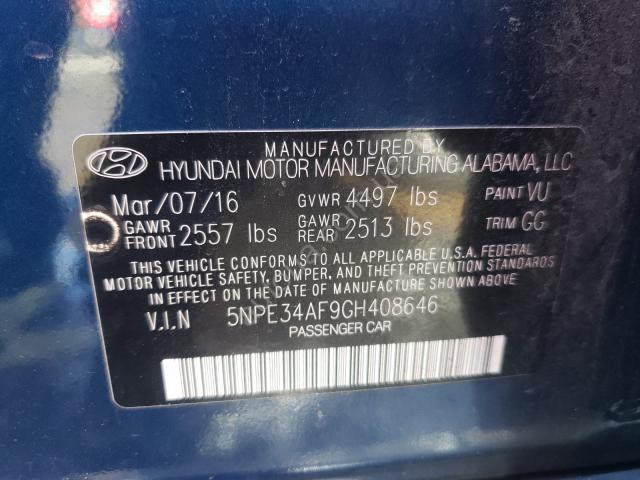 MANUFACTURED BY
HYUNDAI MOTOR MANUFACTURING ALABAMA, LLC
Mar/07/16 GVWR 4497 lbs PAINT VU
GAWR FRONT 2557 lbs GAWR REAR 2513 lbs TRIM GG
THIS VEHICLE CONFORMS TO ALL APPLICABLE U.S.A. FEDERAL
MOTOR VEHICLE SAFETY, BUMPER, AND THEFT PREVENTION STANDARDS
IN EFFECT ON THE DATE OF MANUFACTURE SHOWN ABOVE
V.I.N 5NPE34AF9GH408646
PASSENGER CAR